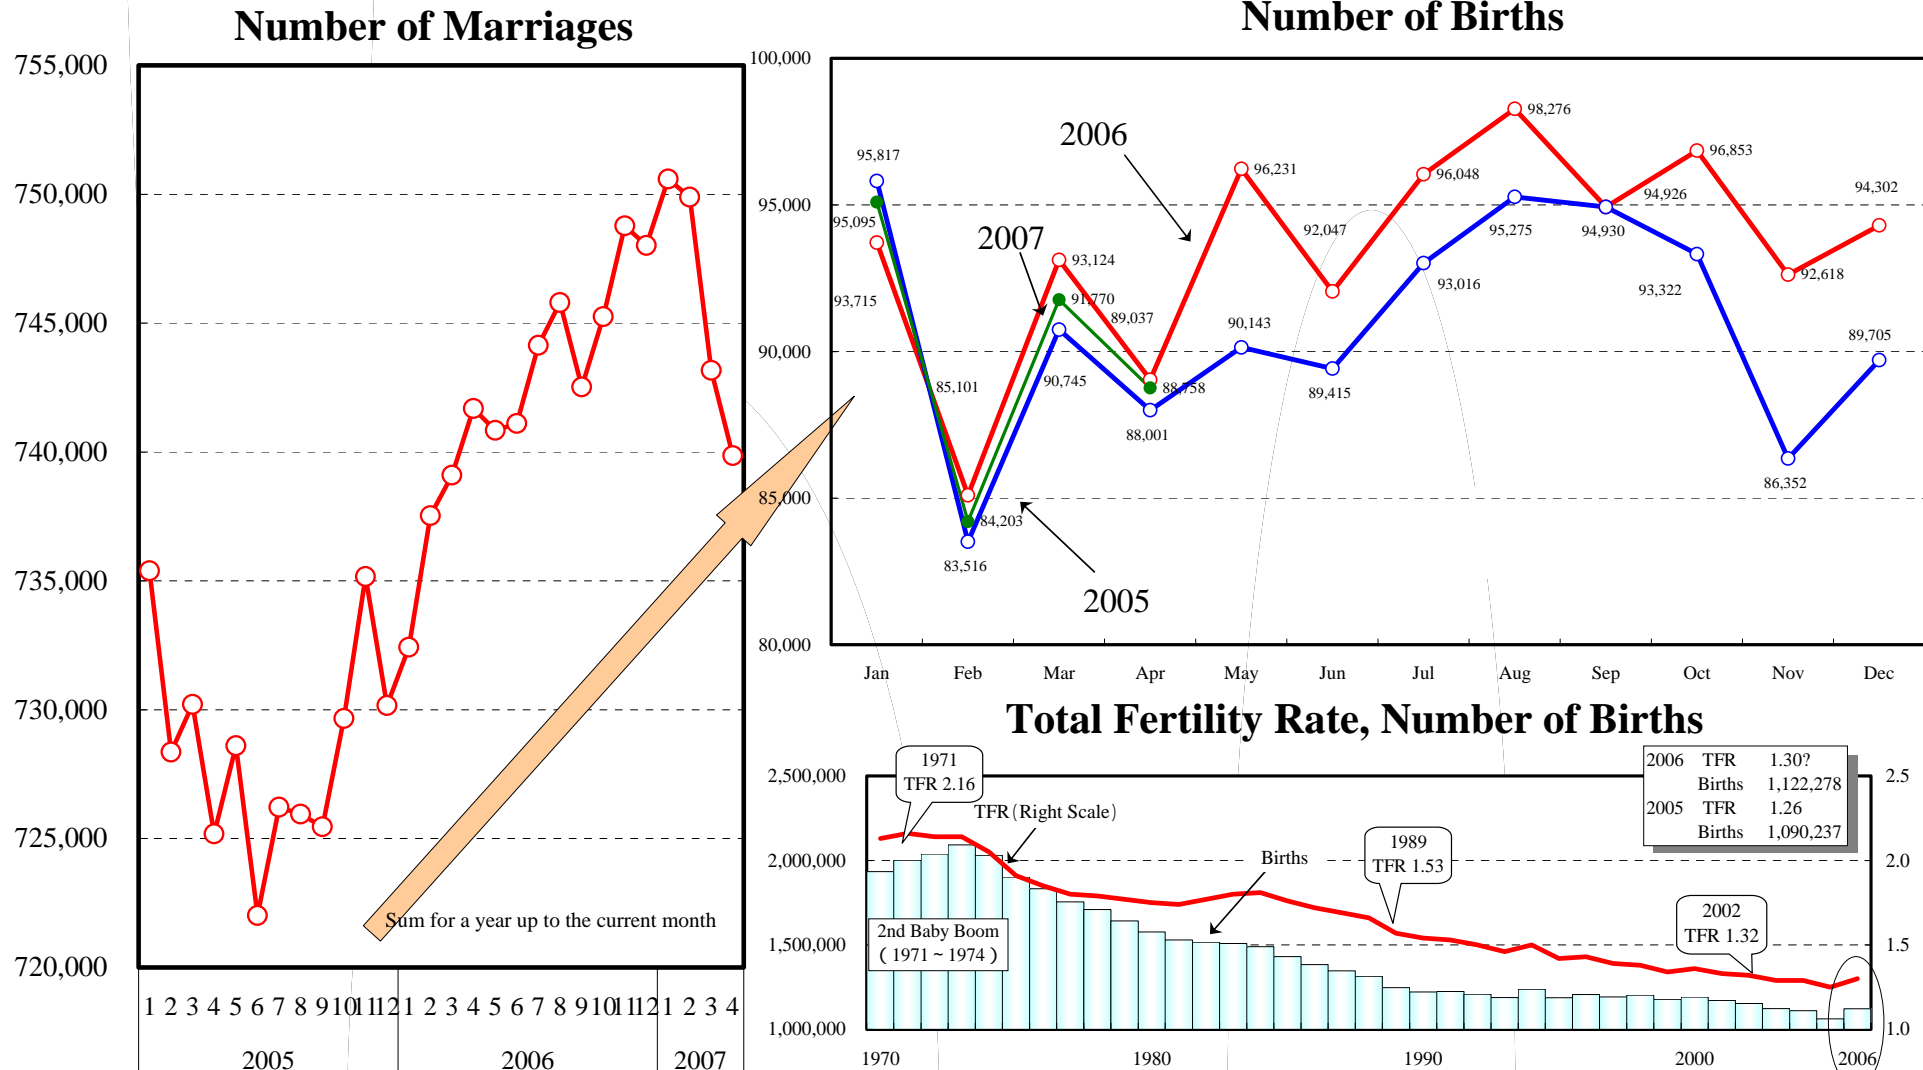 Number of Marriages
755,000
750,000
745,000
740,000
735,000
730,000
725,000
720,000
Sum for a year up to the current month
1 2 3 4 5 6 7 8 9 10 11 12 1 2 3 4 5 6 7 8 9 10 11 12 1 2 3 4
2005 2006 2007
Number of Births
100,000
95,000
90,000
85,000
80,000
2006
2007
2005
95,817
95,095
93,715
85,101
84,203
83,516
93,124
91,770
90,745
89,037
88,758
88,001
96,231
90,143
92,047
89,415
96,048
93,016
98,276
95,275
94,926
94,930
96,853
93,322
92,618
86,352
94,302
89,705
Jan Feb Mar Apr May Jun Jul Aug Sep Oct Nov Dec
Total Fertility Rate, Number of Births
2,500,000
2,000,000
1,500,000
1,000,000
2.5
2.0
1.5
1.0
1971
TFR 2.16
TFR(Right Scale)
Births
1989
TFR 1.53
2002
TFR 1.32
2nd Baby Boom
( 1971 ~ 1974 )
2006 TFR 1.30?
Births 1,122,278
2005 TFR 1.26
Births 1,090,237
1970 1980 1990 2000 2006